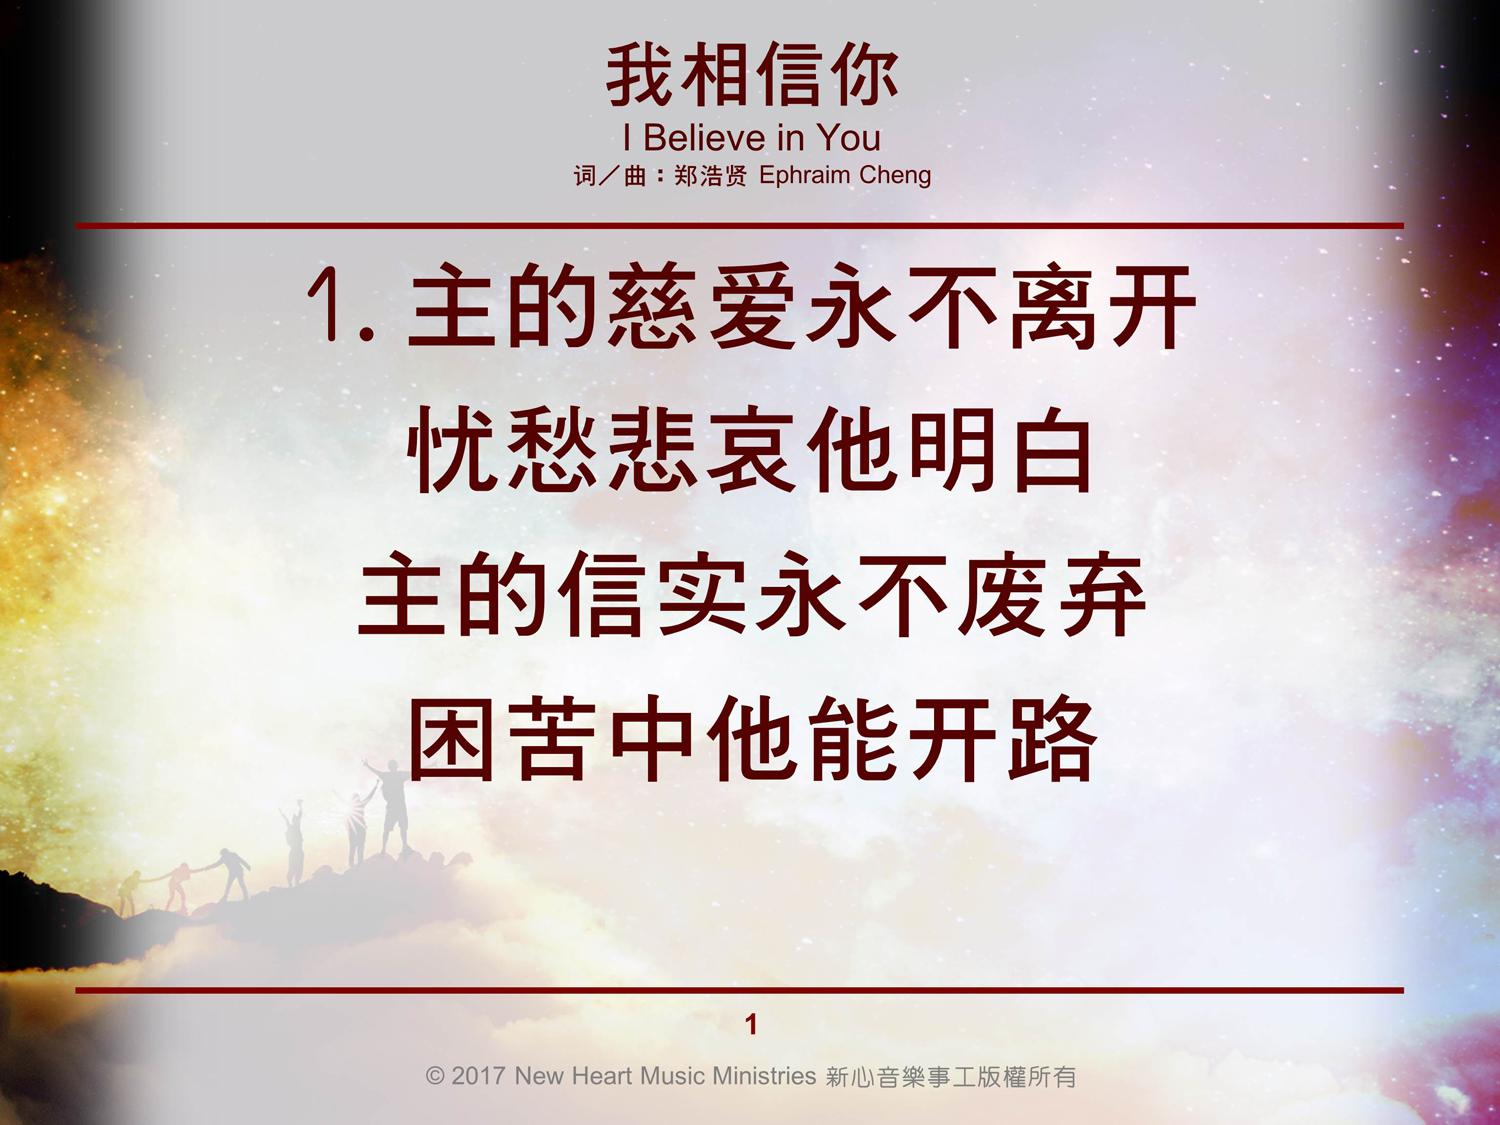 我相信你
I Believe in You
词／曲：郑浩贤 Ephraim Cheng
1. 主的慈爱永不离开
忧愁悲哀他明白
主的信实永不废弃
困苦中他能开路
1
© 2017 New Heart Music Ministries 新心音樂事工版權所有